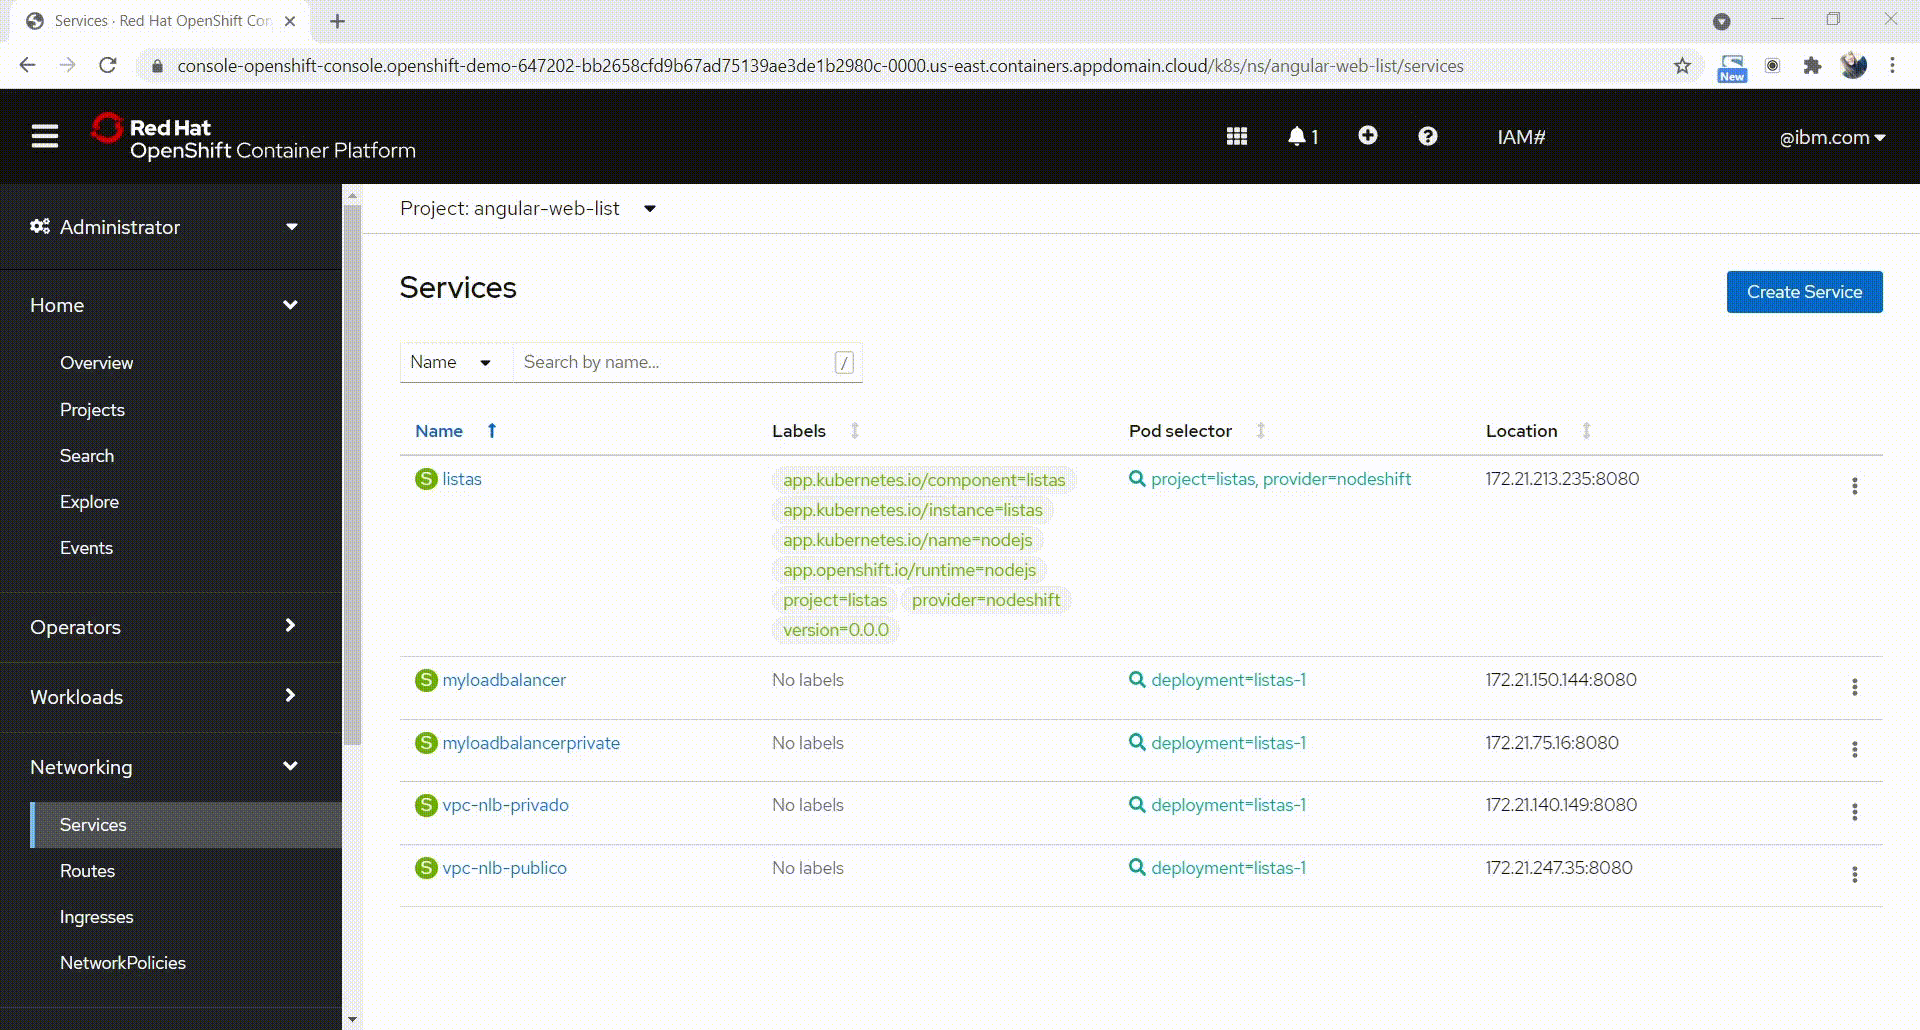 Services · Red Hat OpenShift Con
console-openshift-console.openshift-demo-647202-bb2658cfd9b67ad75139ae3de1b2980c-0000.us-east.containers.appdomain.cloud/k8s/ns/angular-web-list/services
New
Red Hat
OpenShift Container Platform
1
IAM#
@ibm.com
Administrator
Home
Overview
Projects
Search
Explore
Events
Operators
Workloads
Networking
Services
Routes
Ingresses
NetworkPolicies
Project: angular-web-list
Services
Create Service
Name
Search by name...
/
Name Labels Pod selector Location
S listas
app.kubernetes.io/component=listas
app.kubernetes.io/instance=listas
app.kubernetes.io/name=nodejs
app.openshift.io/runtime=nodejs
project=listas provider=nodeshift
version=0.0.0
project=listas, provider=nodeshift
172.21.213.235:8080
S myloadbalancer No labels deployment=listas-1 172.21.150.144:8080
S myloadbalancerprivate No labels deployment=listas-1 172.21.75.16:8080
S vpc-nlb-privado No labels deployment=listas-1 172.21.140.149:8080
S vpc-nlb-publico No labels deployment=listas-1 172.21.247.35:8080